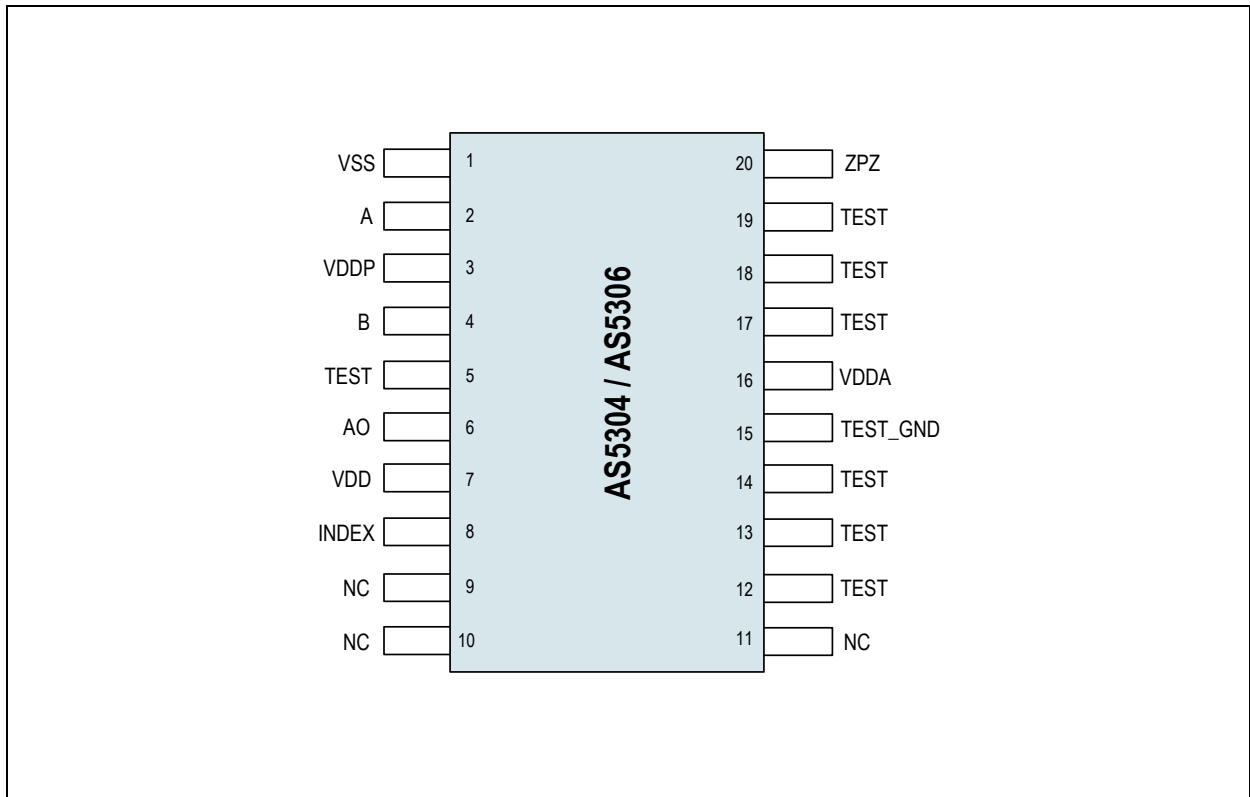 VSS 1
A 2
VDDP 3
B 4
TEST 5
AO 6
VDD 7
INDEX 8
NC 9
NC 10
AS5304 / AS5306
20 ZPZ
19 TEST
18 TEST
17 TEST
16 VDDA
15 TEST_GND
14 TEST
13 TEST
12 TEST
11 NC